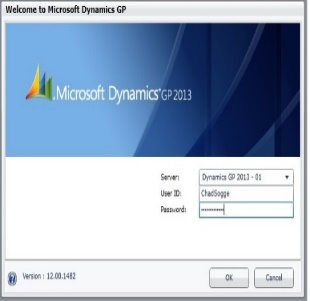 Welcome to Microsoft Dynamics GP
Microsoft Dynamics® GP 2013
Server: Dynamics GP 2013 - 01
User ID: ChadSogge
Password: ************
Version : 12.00.1482
OK Cancel